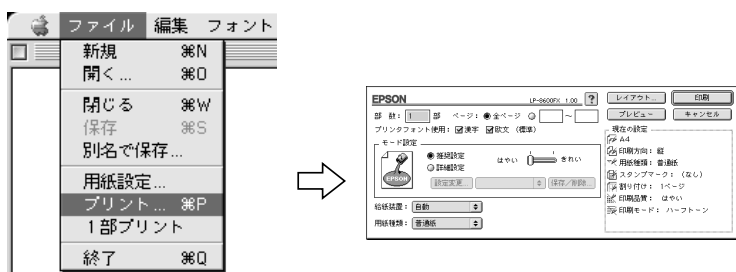 ファイル 編集 フォント
新規 ⌘N
開く... ⌘O
閉じる ⌘W
保存 ⌘S
別名で保存...
用紙設定...
プリント... ⌘P
1部プリント
終了 ⌘Q
EPSON LP-8600FX 1.00 ?
レイアウト... 印刷
部 数: 1 部 ページ: 全ページ ~
プレビュー キャンセル
プリンタフォント使用: 漢字 欧文 (標準)
モード設定
推奨設定 はやい きれい
詳細設定
EPSON
設定変更... 保存/削除...
給紙装置: 自動
用紙種類: 普通紙
現在の設定
A4
印刷方向: 縦
用紙種類: 普通紙
スタンプマーク: (なし)
割り付け: 1ページ
印刷品質: はやい
印刷モード: ハーフトーン